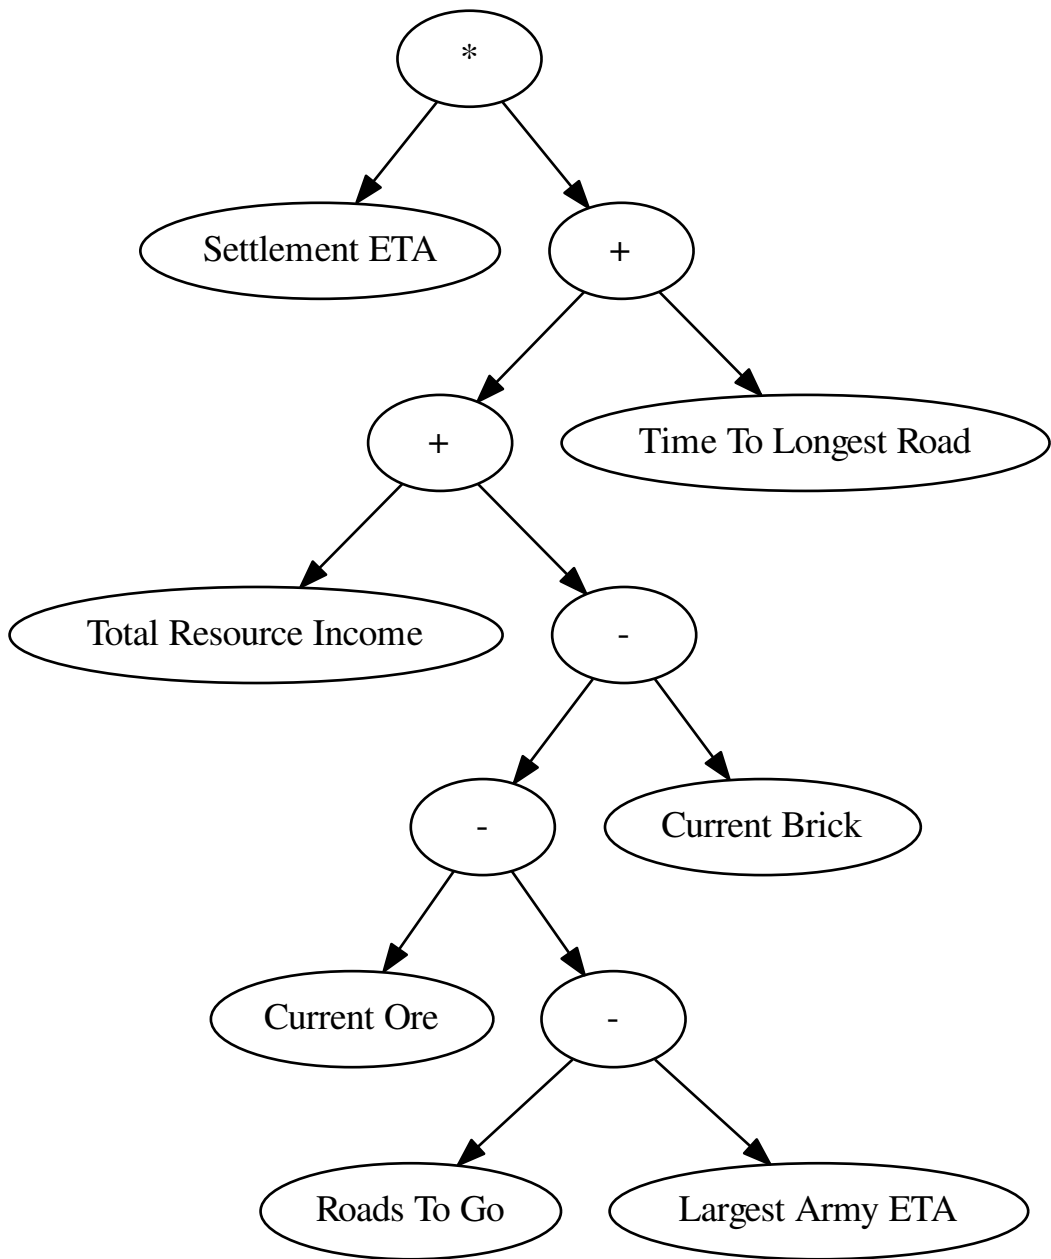 *
Settlement ETA
+
+
Time To Longest Road
Total Resource Income
-
-
Current Brick
Current Ore
-
Roads To Go
Largest Army ETA